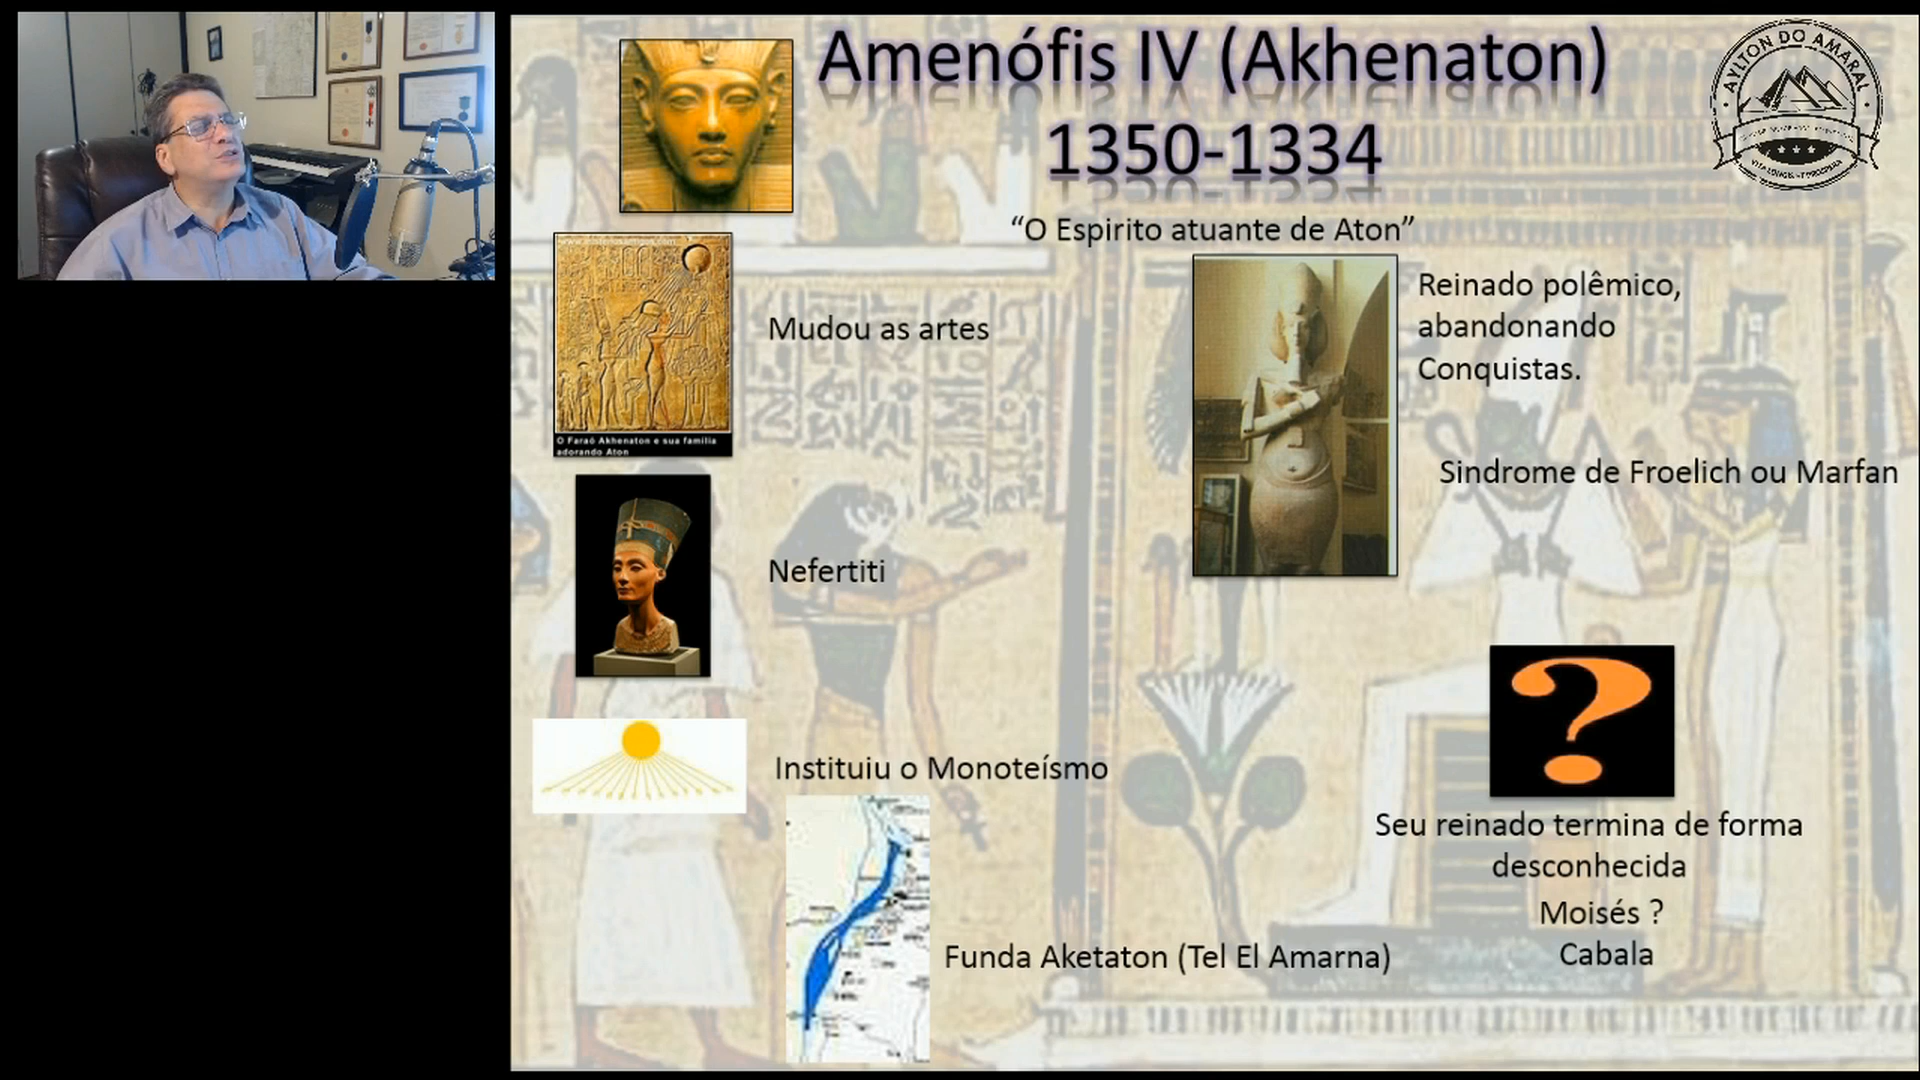 Amenófis IV (Akhenaton)
1350-1334
AYLTON DO AMARAL
“O Espirito atuante de Aton”
Reinado polêmico,
abandonando
Conquistas.
Mudou as artes
O Faraó Akhenaton e sua família
adorando Aton
Sindrome de Froelich ou Marfan
Nefertiti
Instituiu o Monoteísmo
Seu reinado termina de forma
desconhecida
Moisés ?
Cabala
Funda Aketaton (Tel El Amarna)